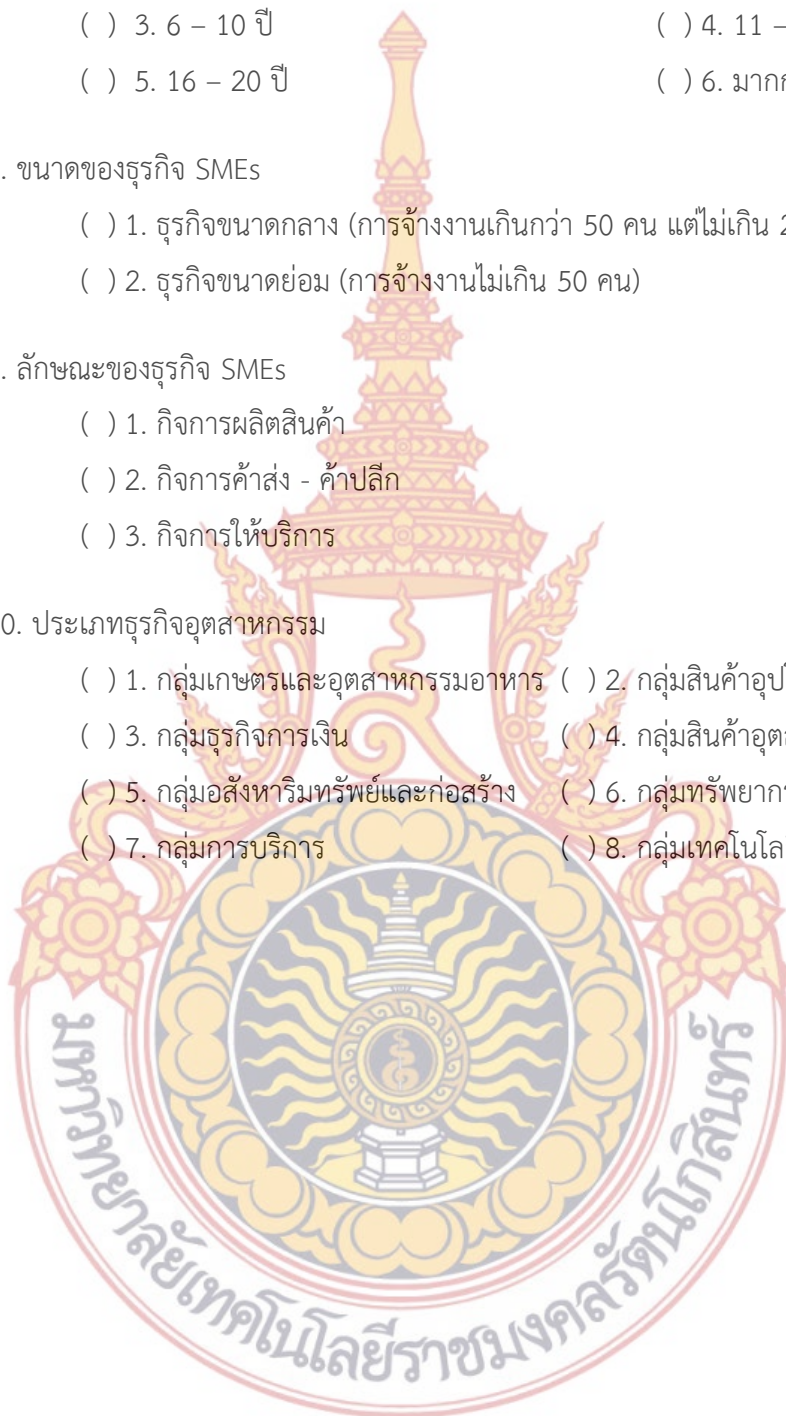 ( ) 3. 6 – 10 ปี ( ) 4. 11 –
( ) 5. 16 – 20 ปี ( ) 6.
. ขนาดของธุรกิจ SMEs
( ) 1. ธุรกิจขนาดกลาง (การจ้างงานเกินกว่า 50 คน แต่ไม่เกิน
( ) 2. ธุรกิจขนาดย่อม (การจ้างงานไม่เกิน 50 คน)
. ลักษณะของธุรกิจ SMEs
( ) 1. กิจการผลิตสินค้า
( ) 2. กิจการค้าส่ง - ค้าปลีก
( ) 3. กิจการให้บริการ
0. ประเภทธุรกิจอุตสาหกรรม
( ) 1. กลุ่มเกษตรและอุตสาหกรรมอาหาร ( ) 2. กลุ่มสินค้าอุป
( ) 3. กลุ่มธุรกิจการเงิน ( ) 4. กลุ่มสินค้าอุต
( ) 5. กลุ่มอสังหาริมทรัพย์และก่อสร้าง ( ) 6. กลุ่มทรัพยาก
( ) 7. กลุ่มการบริการ ( ) 8. กลุ่มเทคโนโล
มหาวิทยาลัยเทคโนโลยีราชมงคลรัตนโกสินทร์